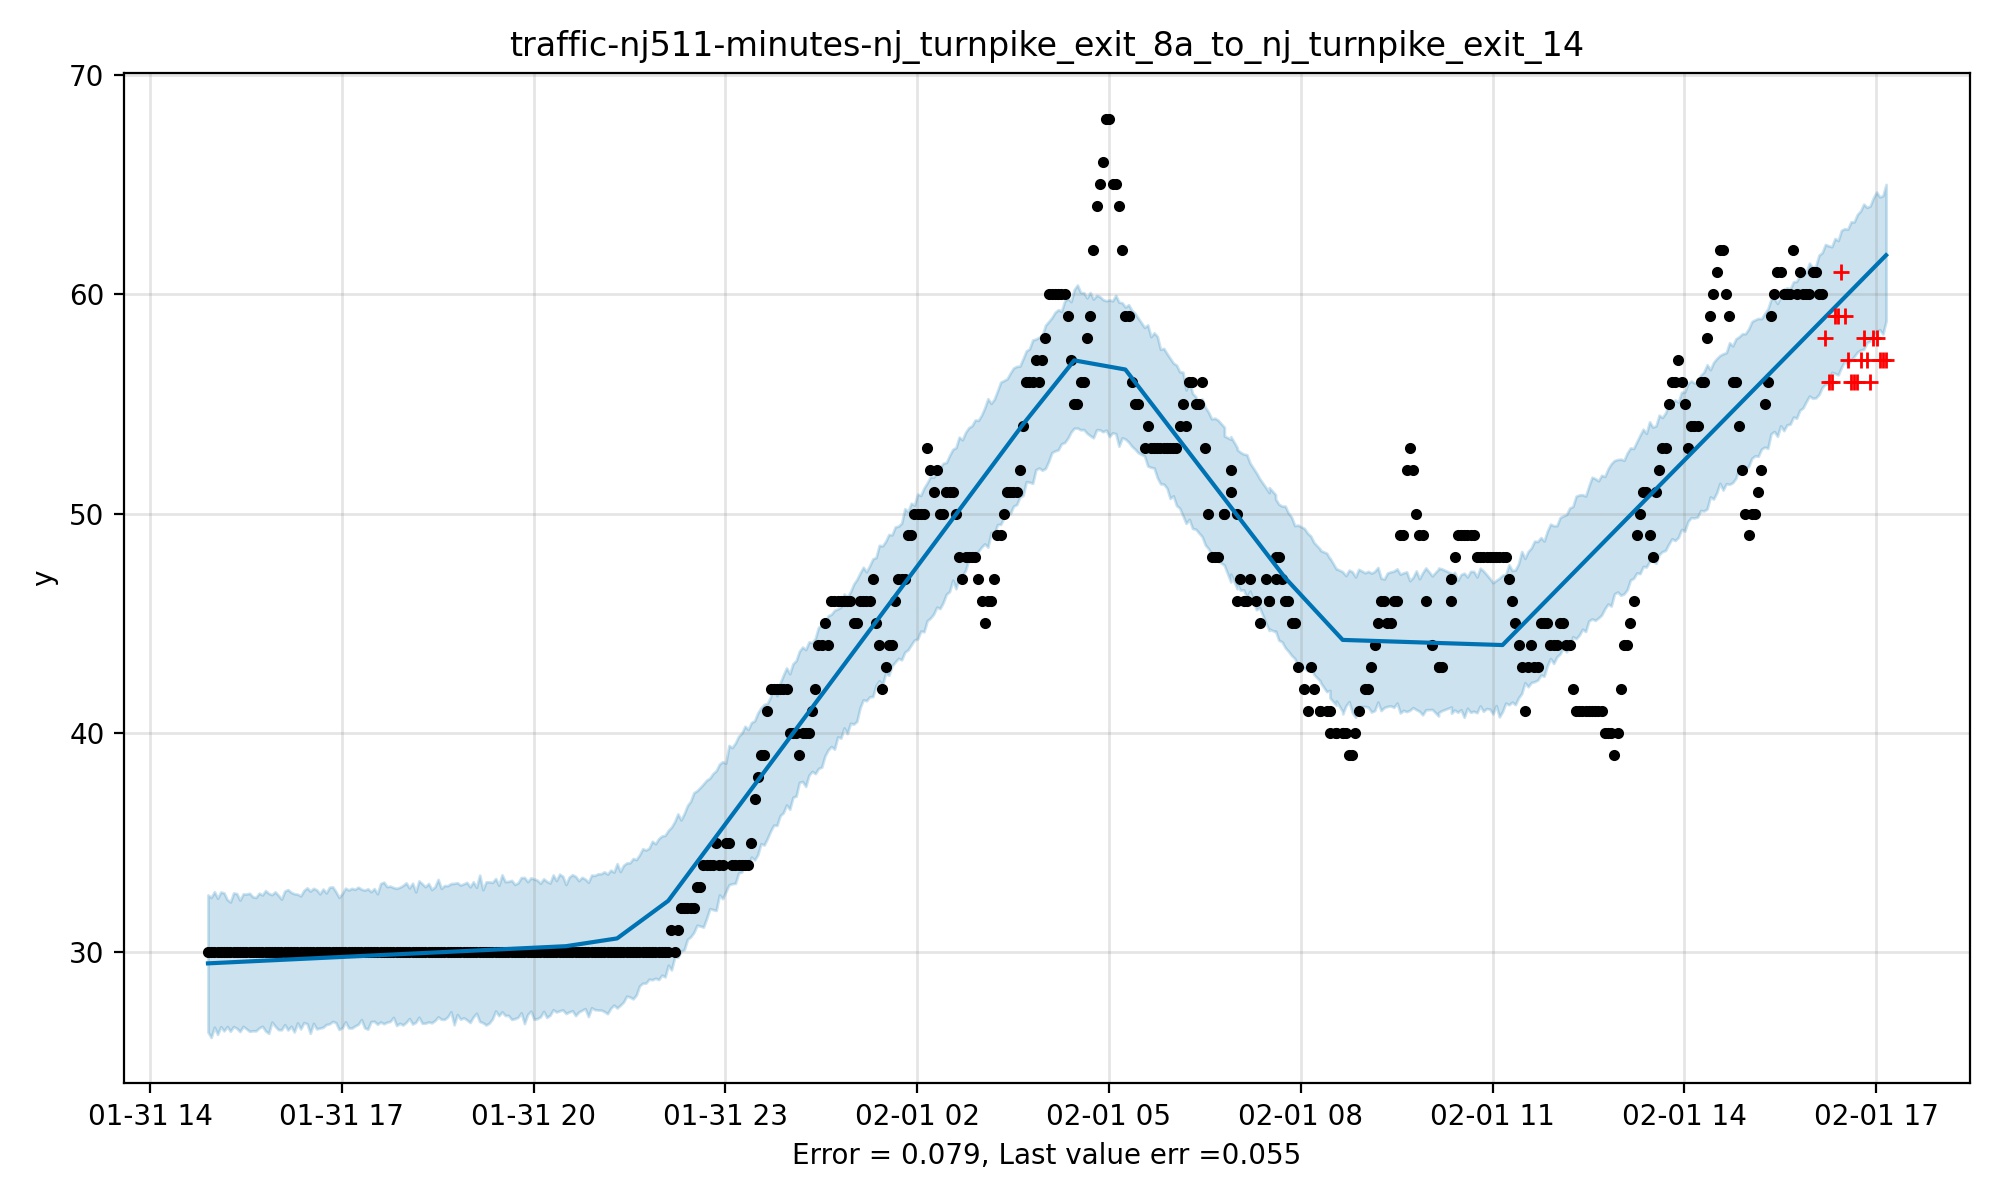 traffic-nj511-minutes-nj_turnpike_exit_8a_to_nj_turnpike_exit_14
70
60
50
40
30
y
01-31 14 01-31 17 01-31 20 01-31 23 02-01 02 02-01 05 02-01 08 02-01 11 02-01 14 02-01 17
Error = 0.079, Last value err =0.055